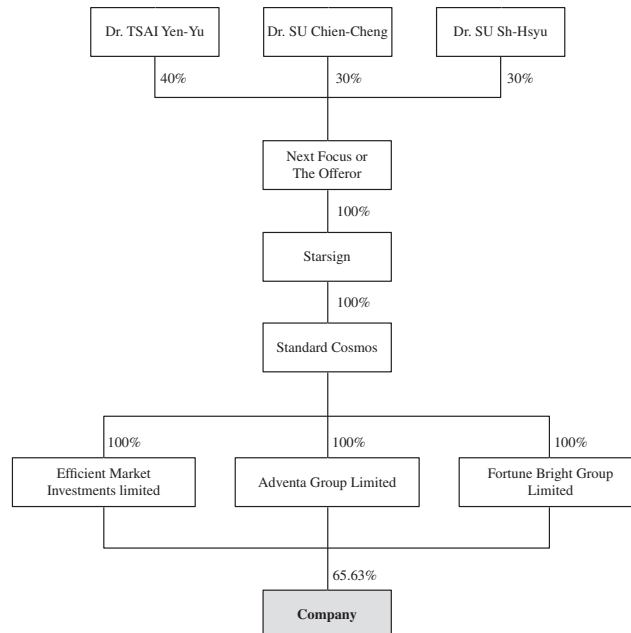 Dr. TSAI Yen-Yu
Dr. SU Chien-Cheng
Dr. SU Sh-Hsyu
40%
30%
30%
Next Focus or
The Offeror
100%
Starsign
100%
Standard Cosmos
100%
100%
100%
Efficient Market
Investments limited
Adventa Group Limited
Fortune Bright Group
Limited
65.63%
Company